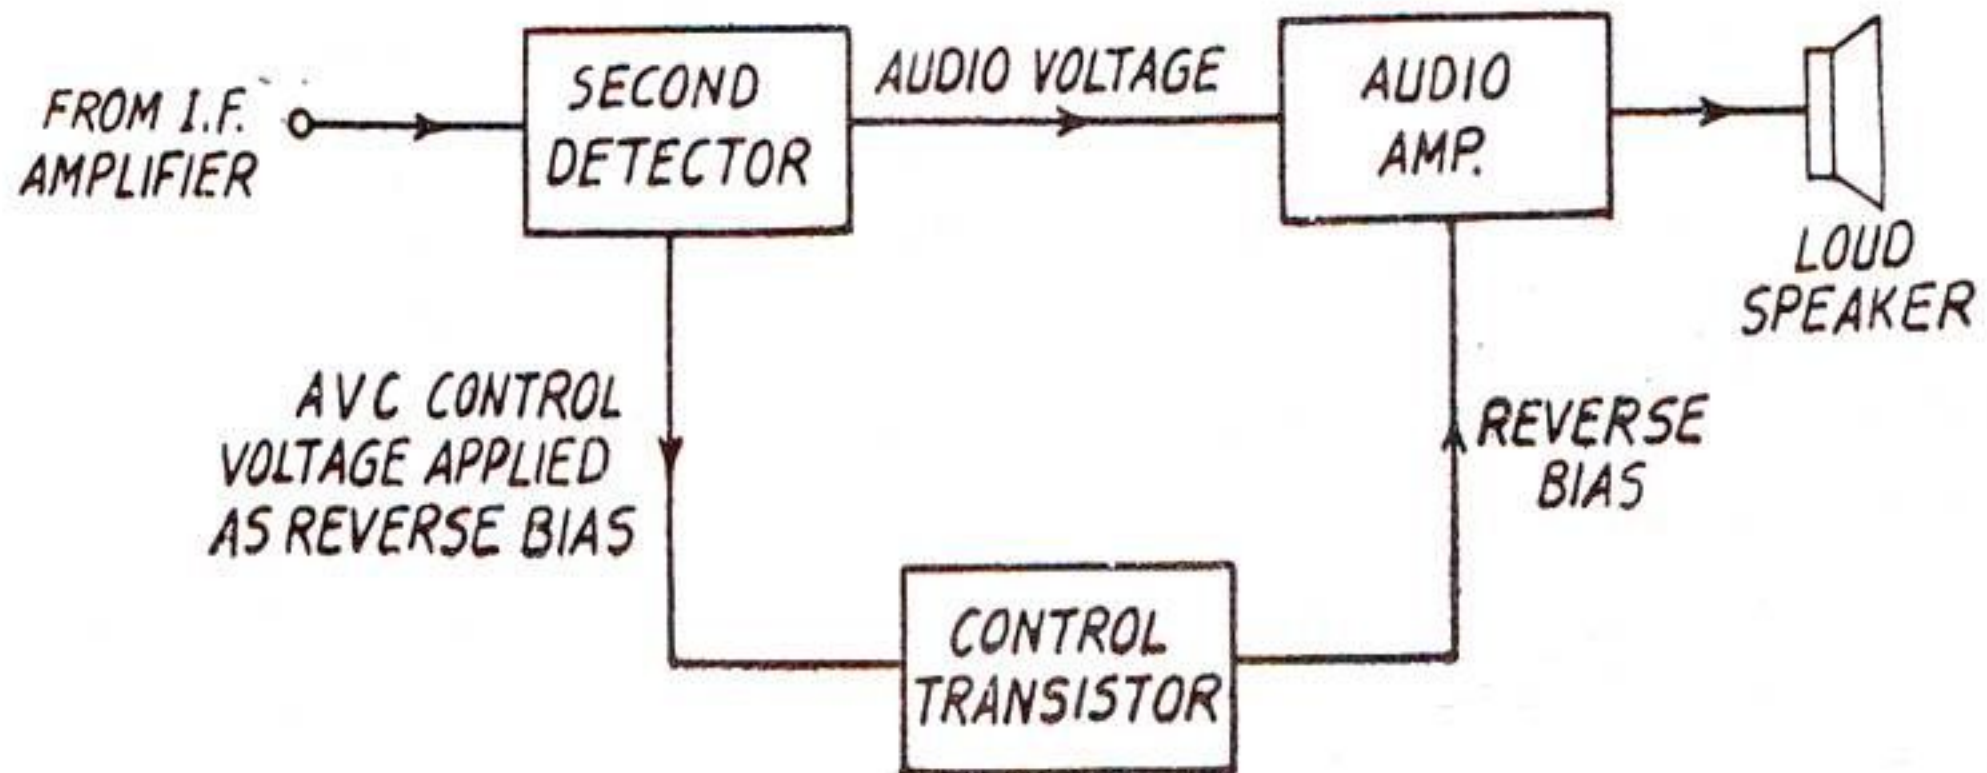 FROM I.F.
AMPLIFIER
SECOND
DETECTOR
AUDIO VOLTAGE
AUDIO
AMP.
LOUD
SPEAKER
AVC CONTROL
VOLTAGE APPLIED
AS REVERSE BIAS
REVERSE
BIAS
CONTROL
TRANSISTOR